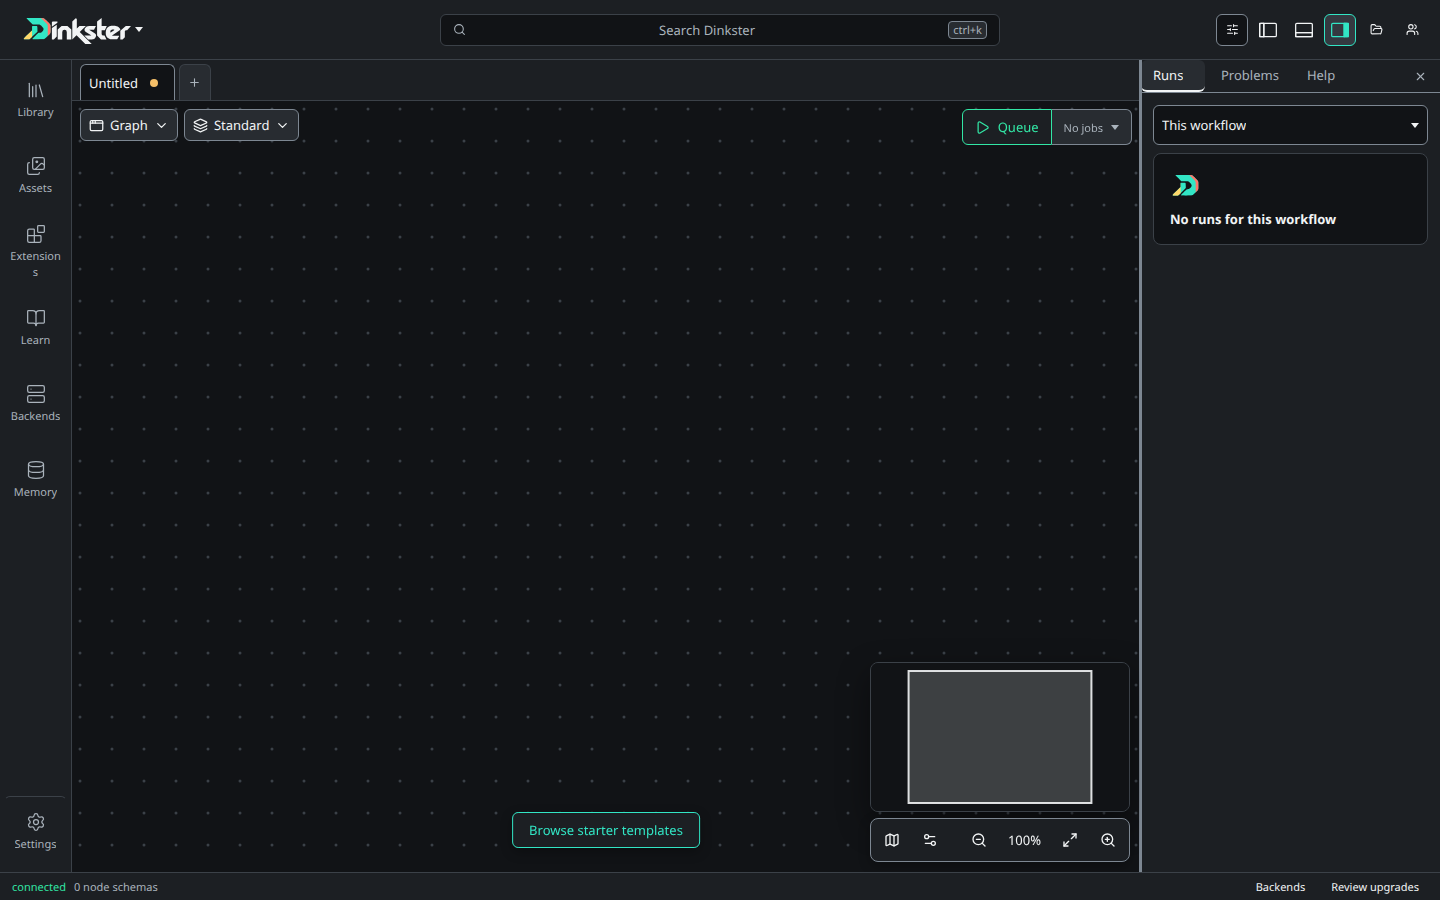 Dinkster
Search Dinkster
ctrl+k
Untitled
Runs
Problems
Help
Library
Assets
Extension
s
Learn
Backends
Memory
Settings
Graph
Standard
Queue
No jobs
This workflow
No runs for this workflow
Browse starter templates
100%
connected
0 node schemas
Backends
Review upgrades